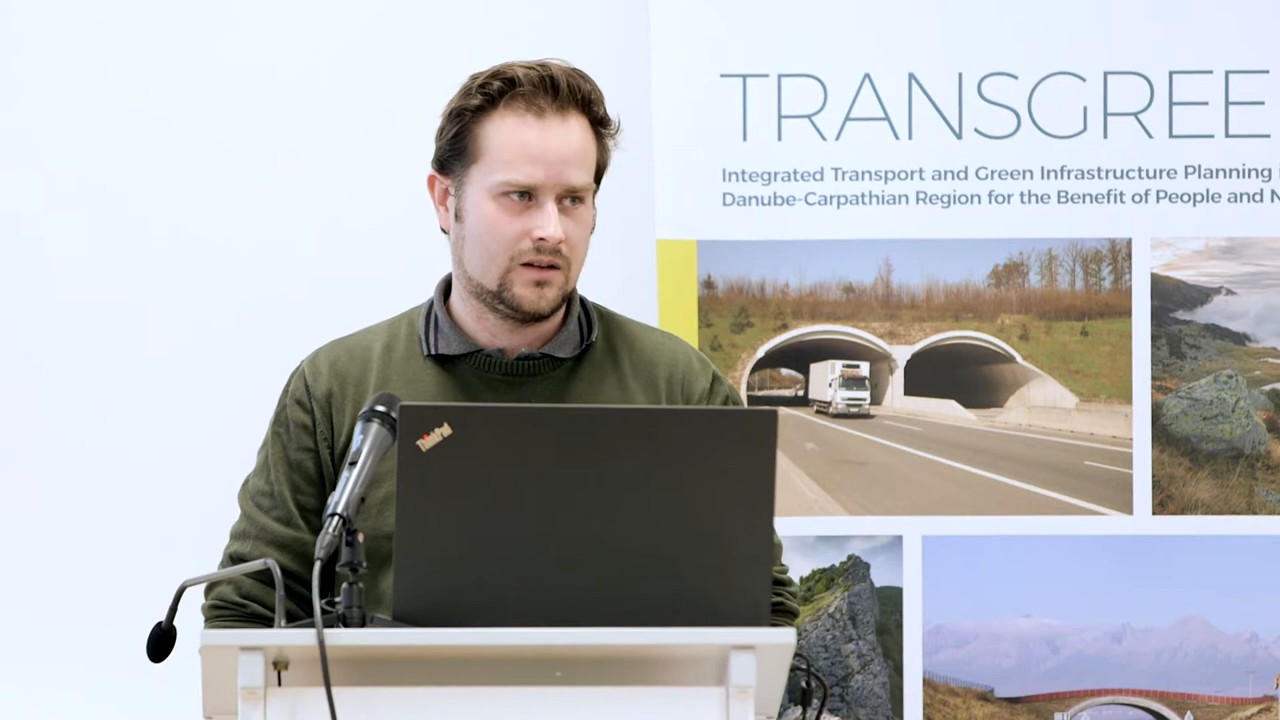 TRANSGREE
Integrated Transport and Green Infrastructure Planning
Danube-Carpathian Region for the Benefit of People and N
ThinkPad